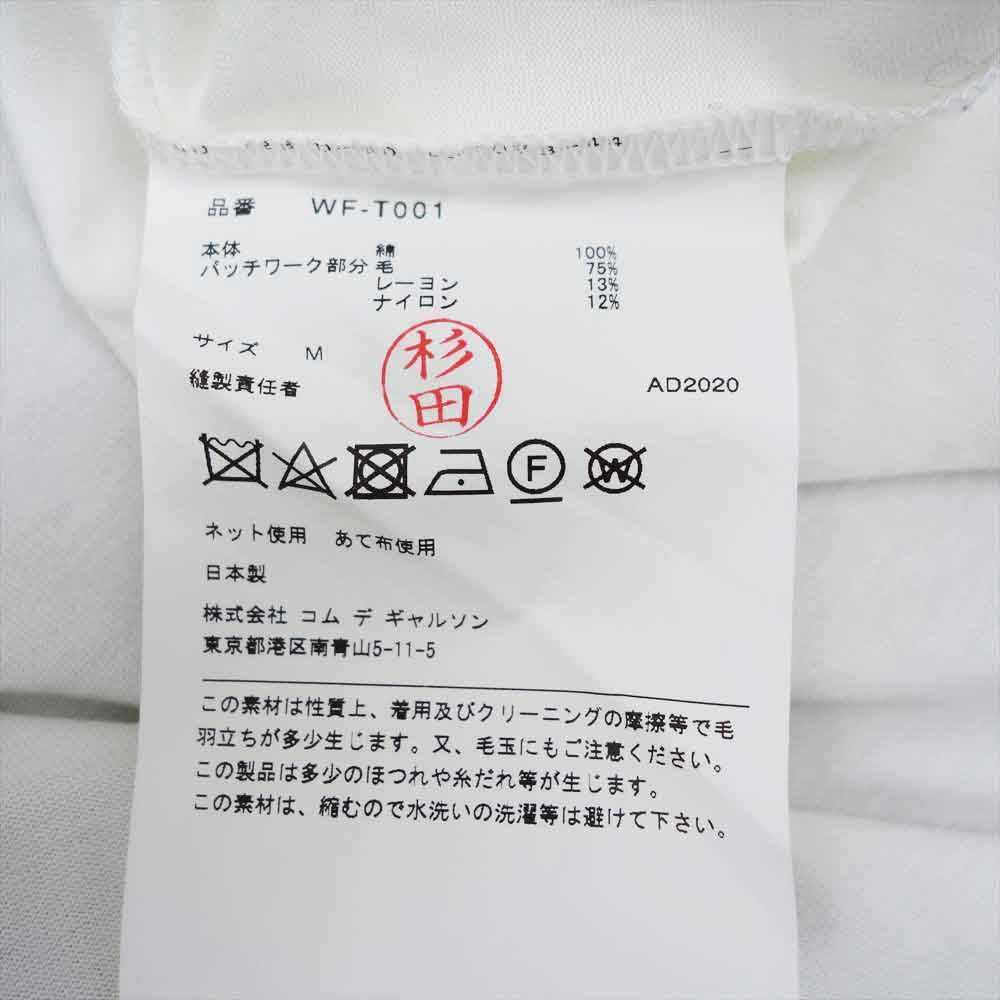 品番 WF-T001
本体 綿 100%
パッチワーク部分 毛 75%
レーヨン 13%
ナイロン 12%
サイズ M
杉田
縫製責任者 AD2020
F W
ネット使用 あて布使用
日本製
株式会社 コム デ ギャルソン
東京都港区南青山5-11-5
この素材は性質上、着用及びクリーニングの摩擦等で毛
羽立ちが多少生じます。又、毛玉にもご注意ください。
この製品は多少のほつれや糸だれ等が生じます。
この素材は、縮むので水洗いの洗濯等は避けて下さい。